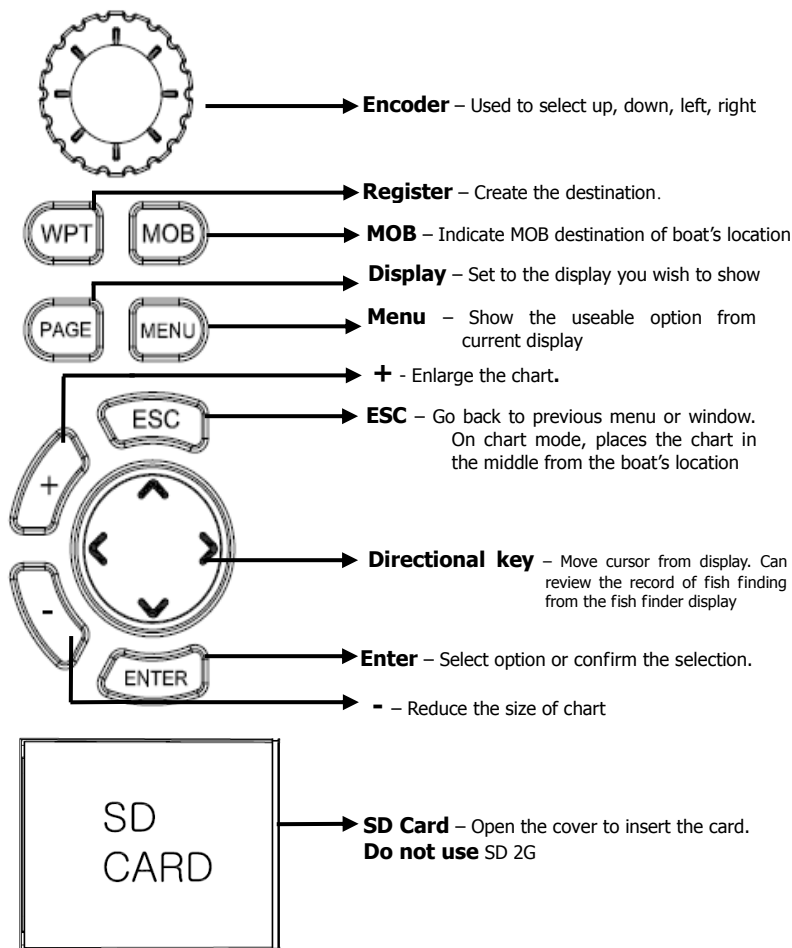 Encoder – Used to select up, down, left, right
Register – Create the destination.
WPT
MOB
MOB – Indicate MOB destination of boat's location
Display – Set to the display you wish to show
PAGE
MENU
Menu – Show the useable option from
current display
+ - Enlarge the chart.
ESC
ESC – Go back to previous menu or window.
On chart mode, places the chart in
the middle from the boat's location
+
Directional key – Move cursor from display. Can
review the record of fish finding
from the fish finder display
-
Enter – Select option or confirm the selection.
ENTER
- – Reduce the size of chart
SD
CARD
SD Card – Open the cover to insert the card.
Do not use SD 2G